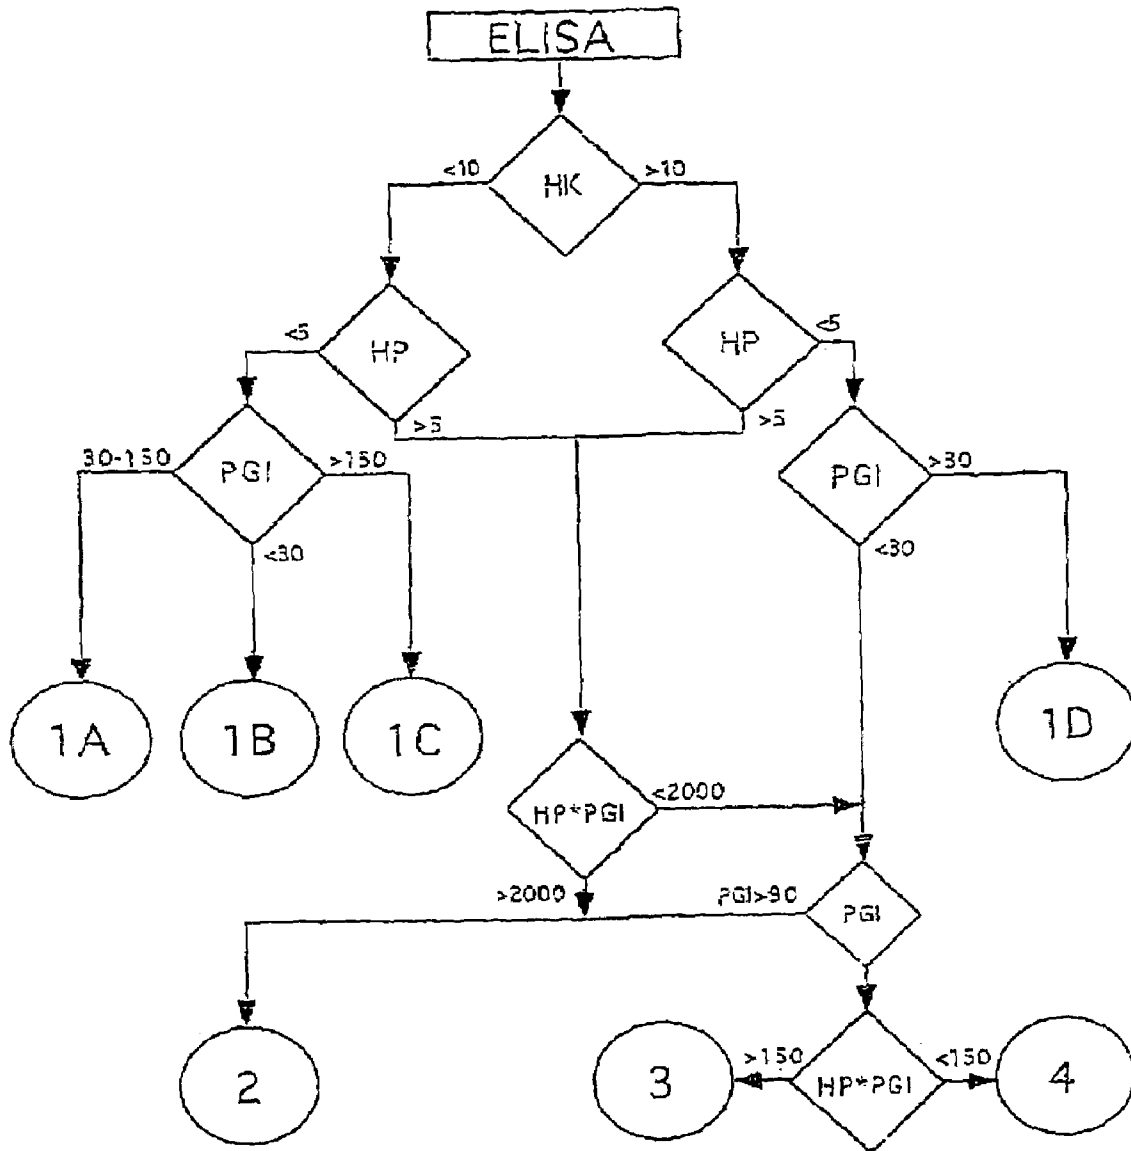 ELISA
<10
HK
>10
<5
HP
HP
<5
>5
>5
30-150
PGI
>150
PGI
>30
<30
<30
1A
1B
1C
1D
HP*PGI
<2000
>2000
PGI>90
PGI
2
3
>150
HP*PGI
<150
4